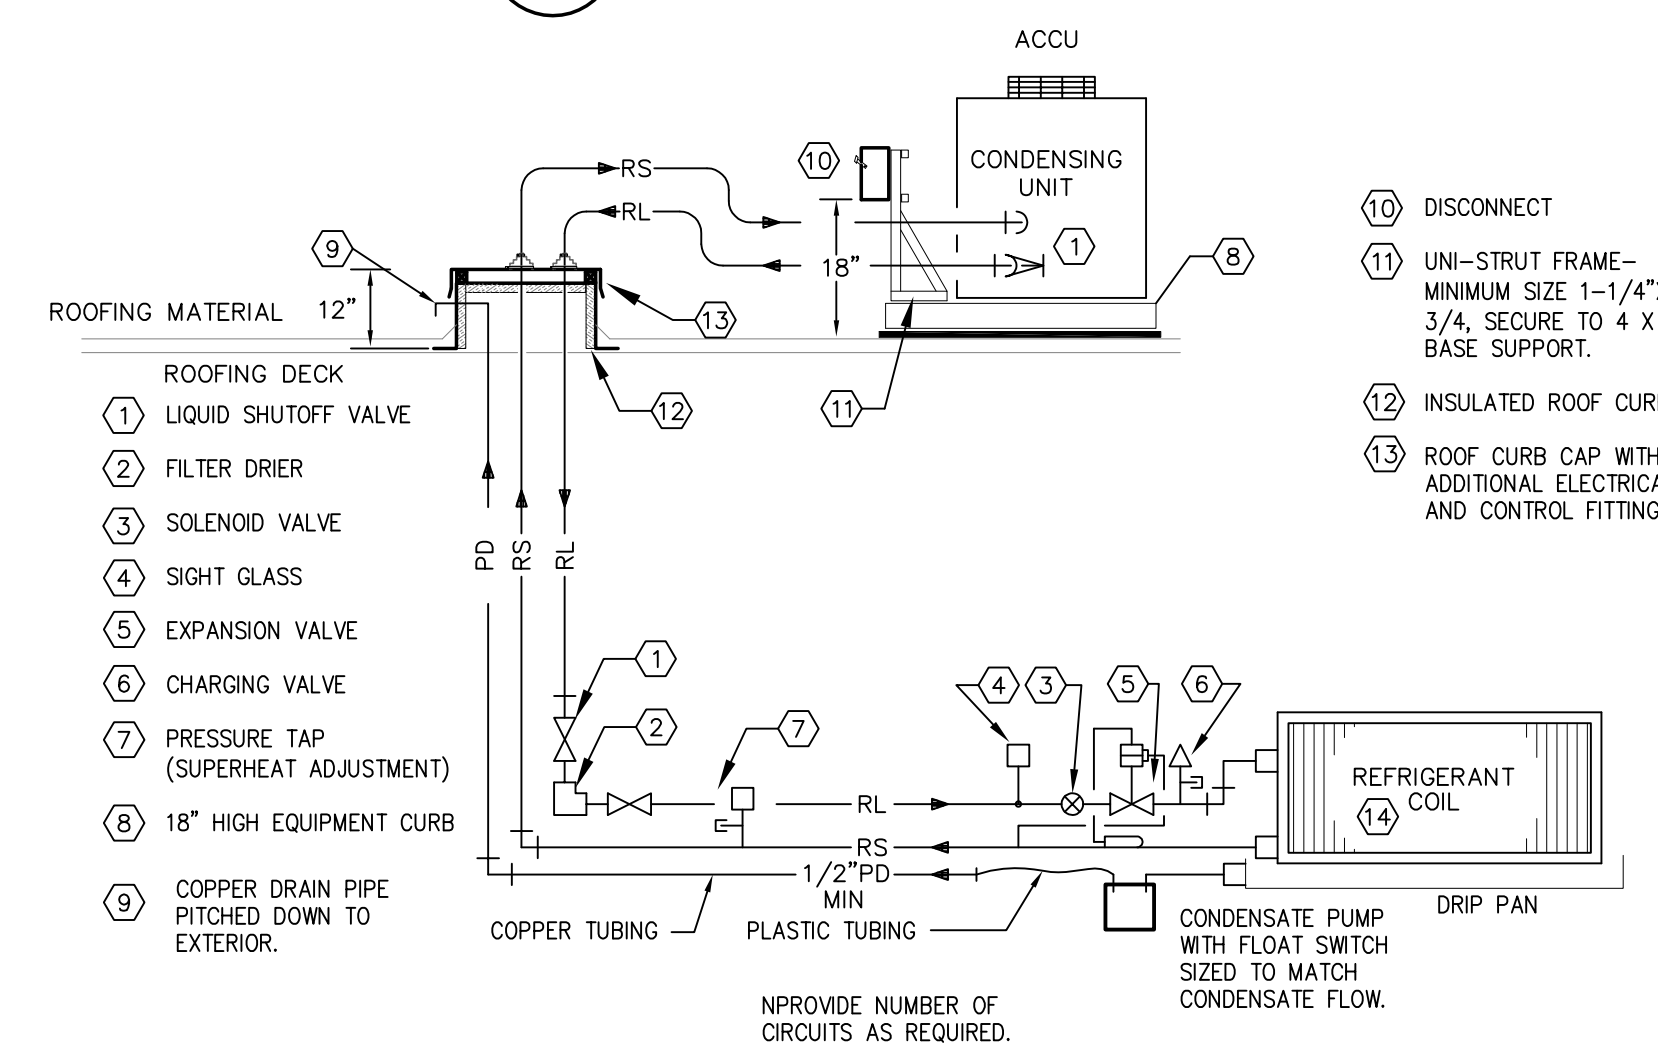 ACCU
CONDENSING
UNIT
10
RS
RL
9
1
18"
8
ROOFING MATERIAL
12"
13
ROOFING DECK
12
11
1 LIQUID SHUTOFF VALVE
2 FILTER DRIER
3 SOLENOID VALVE
4 SIGHT GLASS
5 EXPANSION VALVE
6 CHARGING VALVE
7 PRESSURE TAP
(SUPERHEAT ADJUSTMENT)
8 18" HIGH EQUIPMENT CURB
9 COPPER DRAIN PIPE
PITCHED DOWN TO
EXTERIOR.
10 DISCONNECT
11 UNI-STRUT FRAME-
MINIMUM SIZE 1-1/4"
3/4, SECURE TO 4 X
BASE SUPPORT.
12 INSULATED ROOF
13 ROOF CURB CAP WITH
ADDITIONAL
AND CONTROL
PD
RS
RL
1
2
7
4
3
5
6
RL
RS
1/2"PD
MIN
REFRIGERANT
COIL
14
DRIP PAN
COPPER TUBING
PLASTIC TUBING
CONDENSATE PUMP
WITH FLOAT SWITCH
SIZED TO MATCH
CONDENSATE FLOW.
NPROVIDE NUMBER OF
CIRCUITS AS REQUIRED.